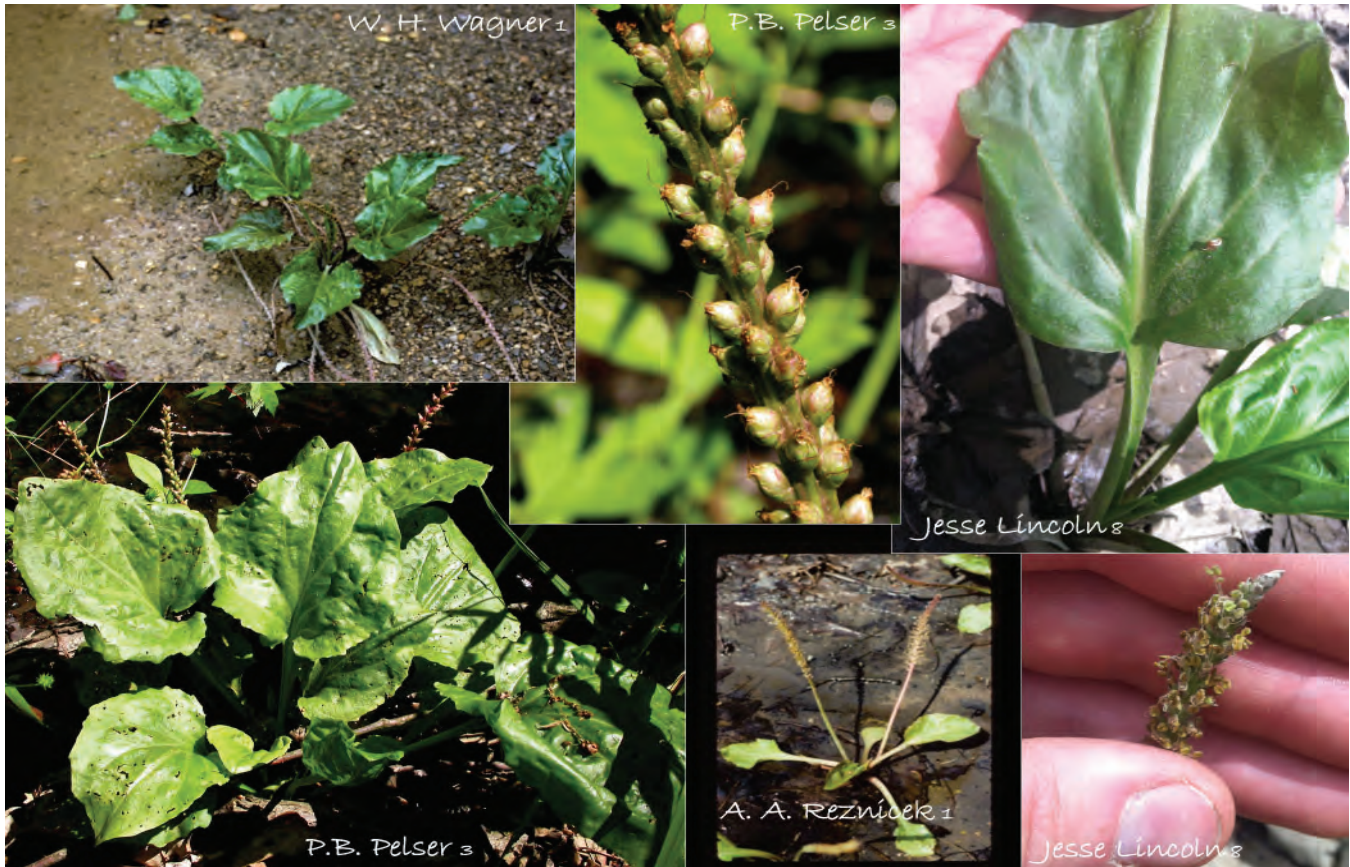 W. H. Wagner 1
P.B. Pelser 3
Jesse Lincoln 8
P.B. Pelser 3
A. A. Reznicek 1
Jesse Lincoln 8